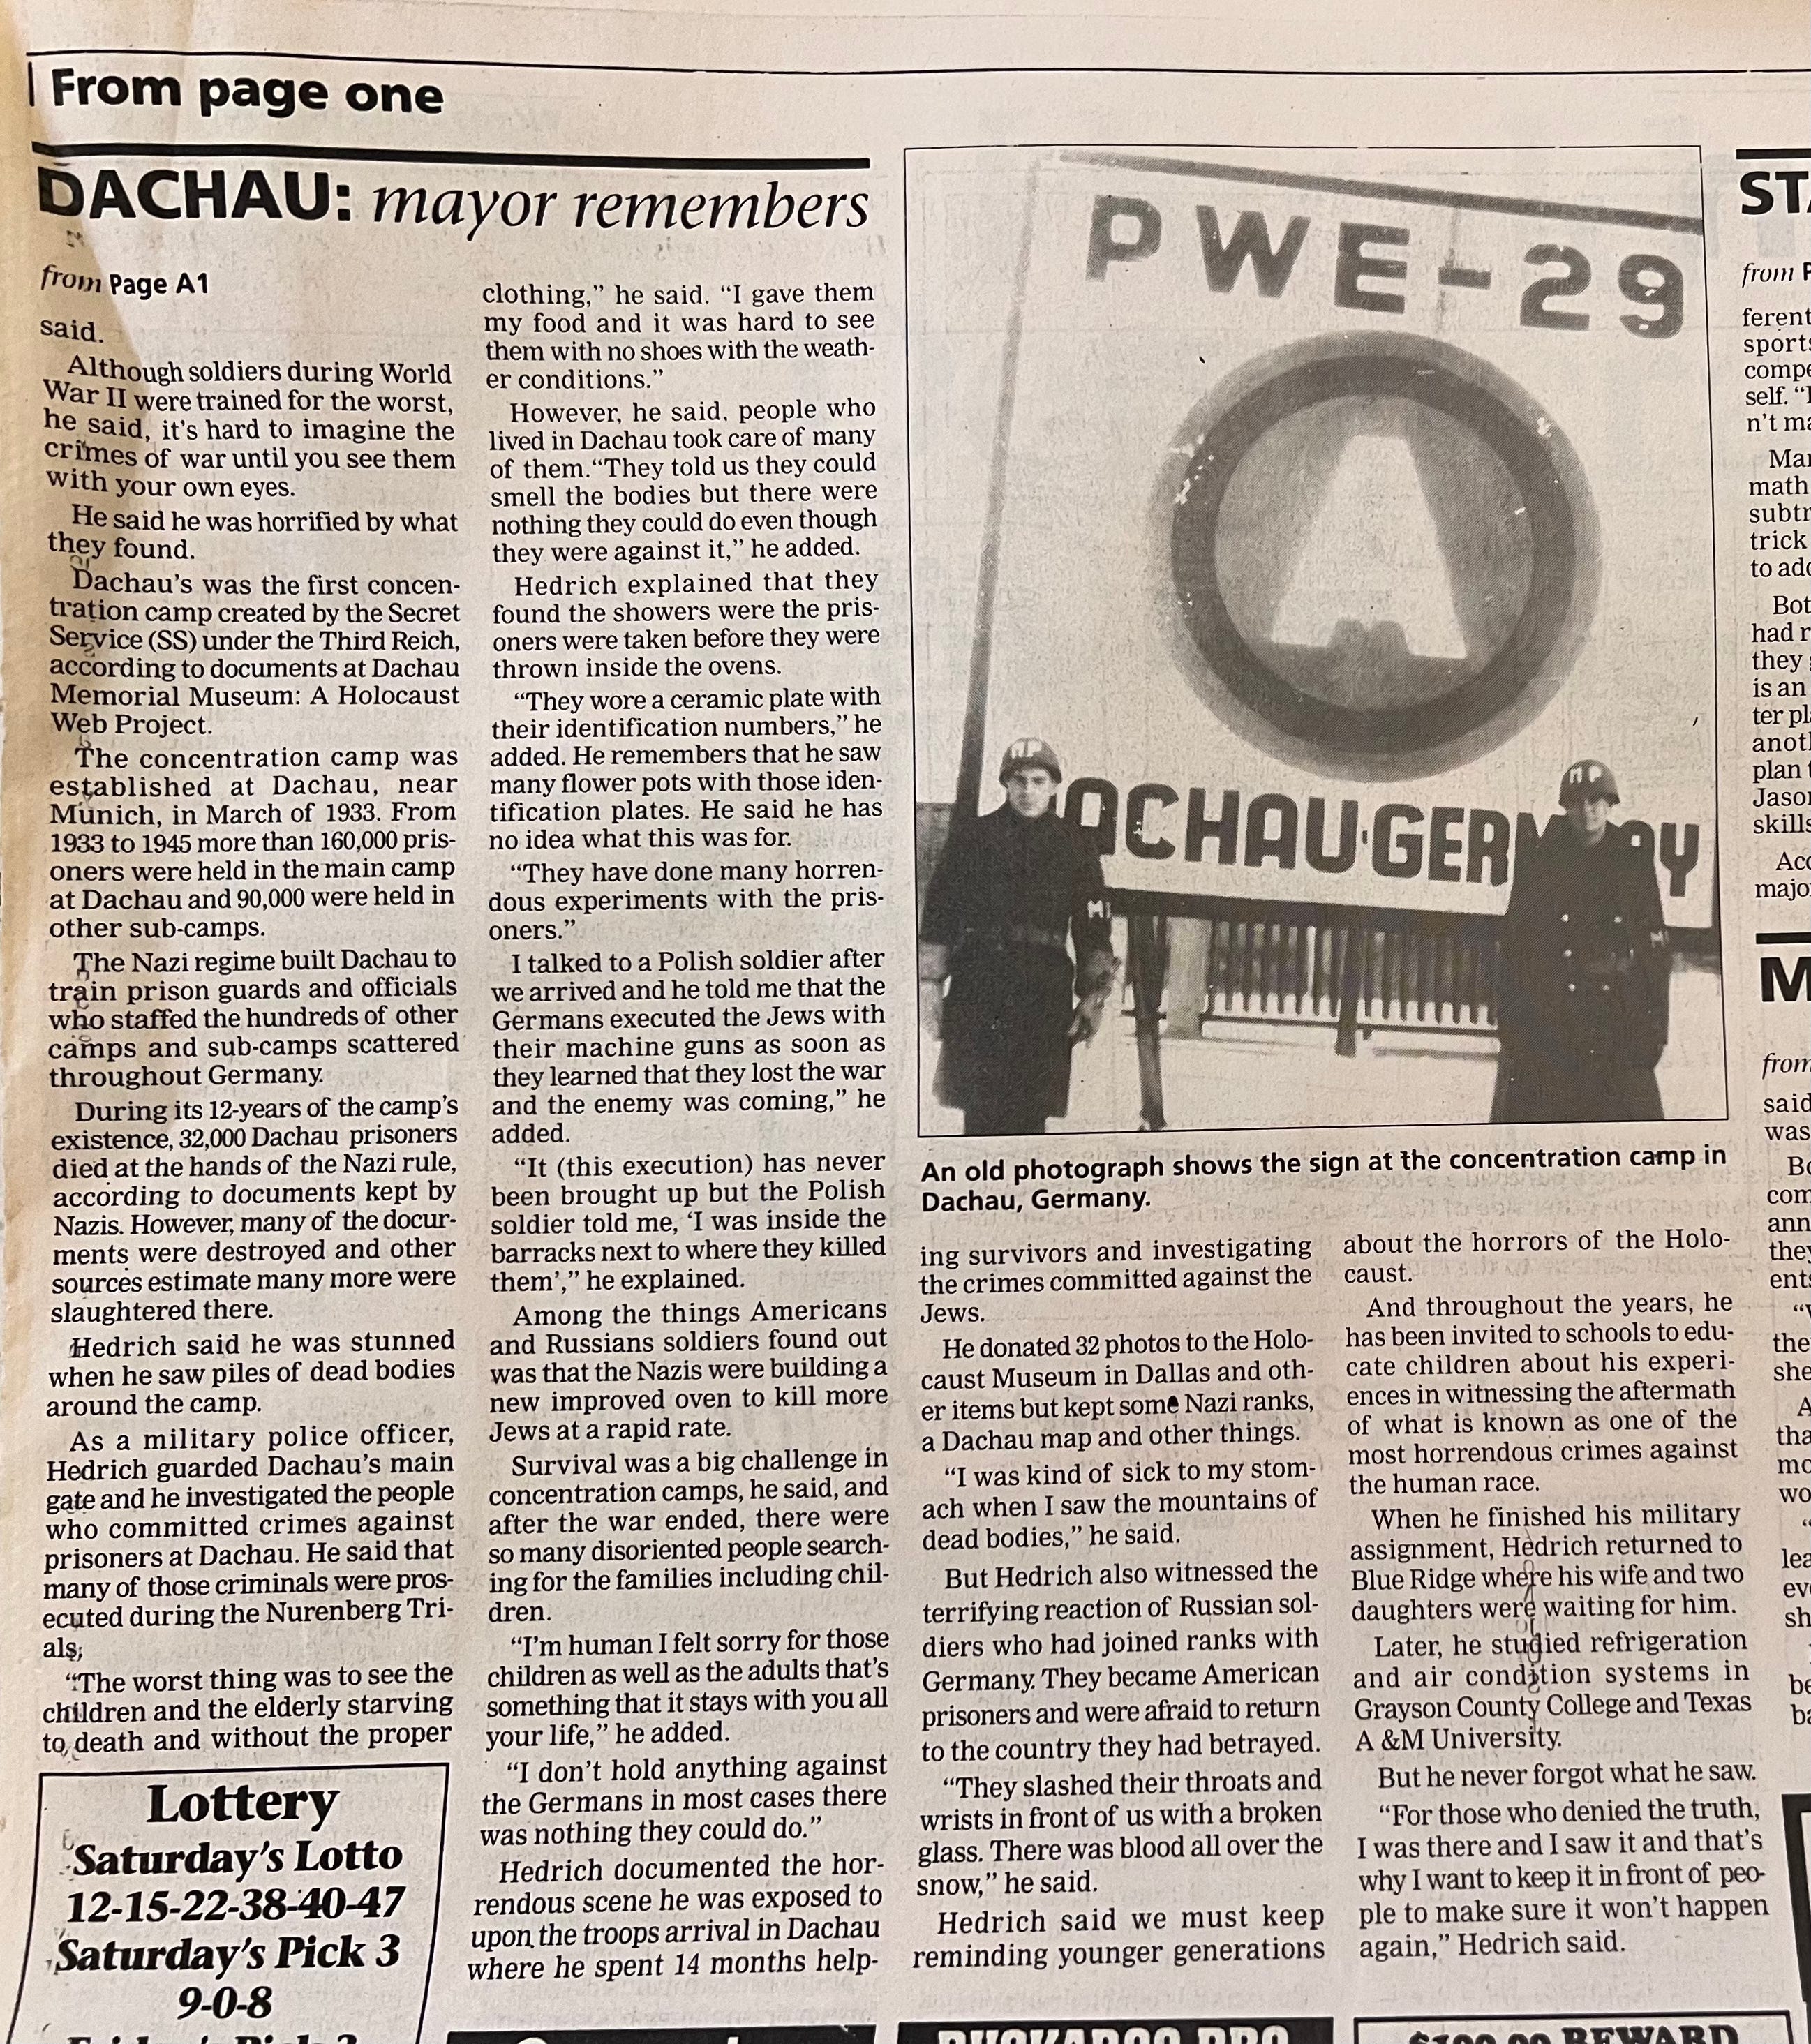 From page one
DACHAU: mayor remembers
from Page A1
said.
Although soldiers during World
War II were trained for the worst,
he said, it's hard to imagine the
crimes of war until you see them
with your own eyes.
He said he was horrified by what
they found.
Dachau's was the first concen-
tration camp created by the Secret
Service (SS) under the Third Reich,
according to documents at Dachau
Memorial Museum: A Holocaust
Web Project.
The concentration camp was
established at Dachau, near
Munich, in March of 1933. From
1933 to 1945 more than 160,000 pris-
oners were held in the main camp
at Dachau and 90,000 were held in
other sub-camps.
The Nazi regime built Dachau to
train prison guards and officials
who staffed the hundreds of other
camps and sub-camps scattered
throughout Germany.
During its 12-years of the camp's
existence, 32,000 Dachau prisoners
died at the hands of the Nazi rule,
according to documents kept by
Nazis. However, many of the docur-
ments were destroyed and other
sources estimate many more were
slaughtered there.
Hedrich said he was stunned
when he saw piles of dead bodies
around the camp.
As a military police officer,
Hedrich guarded Dachau's main
gate and he investigated the people
who committed crimes against
prisoners at Dachau. He said that
many of those criminals were pros-
ecuted during the Nurenberg Tri-
als;
"The worst thing was to see the
children and the elderly starving
to death and without the proper
clothing," he said. "I gave them
my food and it was hard to see
them with no shoes with the weath-
er conditions."
However, he said, people who
lived in Dachau took care of many
of them."They told us they could
smell the bodies but there were
nothing they could do even though
they were against it," he added.
Hedrich explained that they
found the showers were the pris-
oners were taken before they were
thrown inside the ovens.
"They wore a ceramic plate with
their identification numbers," he
added. He remembers that he saw
many flower pots with those iden-
tification plates. He said he has
no idea what this was for.
"They have done many horren-
dous experiments with the pris-
oners."
I talked to a Polish soldier after
we arrived and he told me that the
Germans executed the Jews with
their machine guns as soon as
they learned that they lost the war
and the enemy was coming," he
added.
"It (this execution) has never
been brought up but the Polish
soldier told me, 'I was inside the
barracks next to where they killed
them'," he explained.
Among the things Americans
and Russians soldiers found out
was that the Nazis were building a
new improved oven to kill more
Jews at a rapid rate.
Survival was a big challenge in
concentration camps, he said, and
after the war ended, there were
so many disoriented people search-
ing for the families including chil-
dren.
"I'm human I felt sorry for those
children as well as the adults that's
something that it stays with you all
your life," he added.
"I don't hold anything against
the Germans in most cases there
was nothing they could do."
Hedrich documented the hor-
rendous scene he was exposed to
upon the troops arrival in Dachau
where he spent 14 months help-
PWE-29
A
DACHAU·GERMANY
MP
MP
An old photograph shows the sign at the concentration camp in
Dachau, Germany.
ing survivors and investigating
the crimes committed against the
Jews.
He donated 32 photos to the Holo-
caust Museum in Dallas and oth-
er items but kept some Nazi ranks,
a Dachau map and other things.
"I was kind of sick to my stom-
ach when I saw the mountains of
dead bodies," he said.
But Hedrich also witnessed the
terrifying reaction of Russian sol-
diers who had joined ranks with
Germany. They became American
prisoners and were afraid to return
to the country they had betrayed.
"They slashed their throats and
wrists in front of us with a broken
glass. There was blood all over the
snow," he said.
Hedrich said we must keep
reminding younger generations
about the horrors of the Holo-
caust.
And throughout the years, he
has been invited to schools to edu-
cate children about his experi-
ences in witnessing the aftermath
of what is known as one of the
most horrendous crimes against
the human race.
When he finished his military
assignment, Hedrich returned to
Blue Ridge where his wife and two
daughters were waiting for him.
Later, he studied refrigeration
and air condition systems in
Grayson County College and Texas
A &M University.
But he never forgot what he saw.
"For those who denied the truth,
I was there and I saw it and that's
why I want to keep it in front of peo-
ple to make sure it won't happen
again," Hedrich said.
Lottery
Saturday's Lotto
12-15-22-38-40-47
Saturday's Pick 3
9-0-8
from
ferent
sports
self.
n't
math
trick
had
they
is an
plan
skills
from
said
was
they
the
she